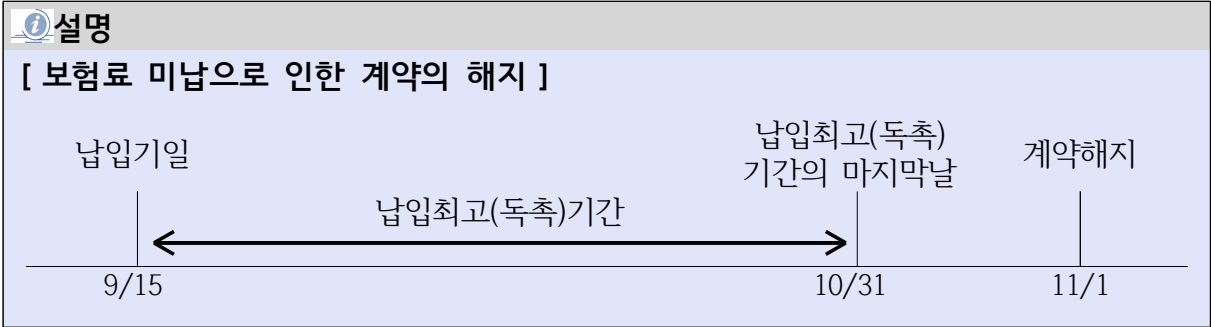 설명
[ 보험료 미납으로 인한 계약의 해지 ]
납입기일
납입최고(독촉)
기간의 마지막날
계약해지
납입최고(독촉)기간
9/15
10/31
11/1